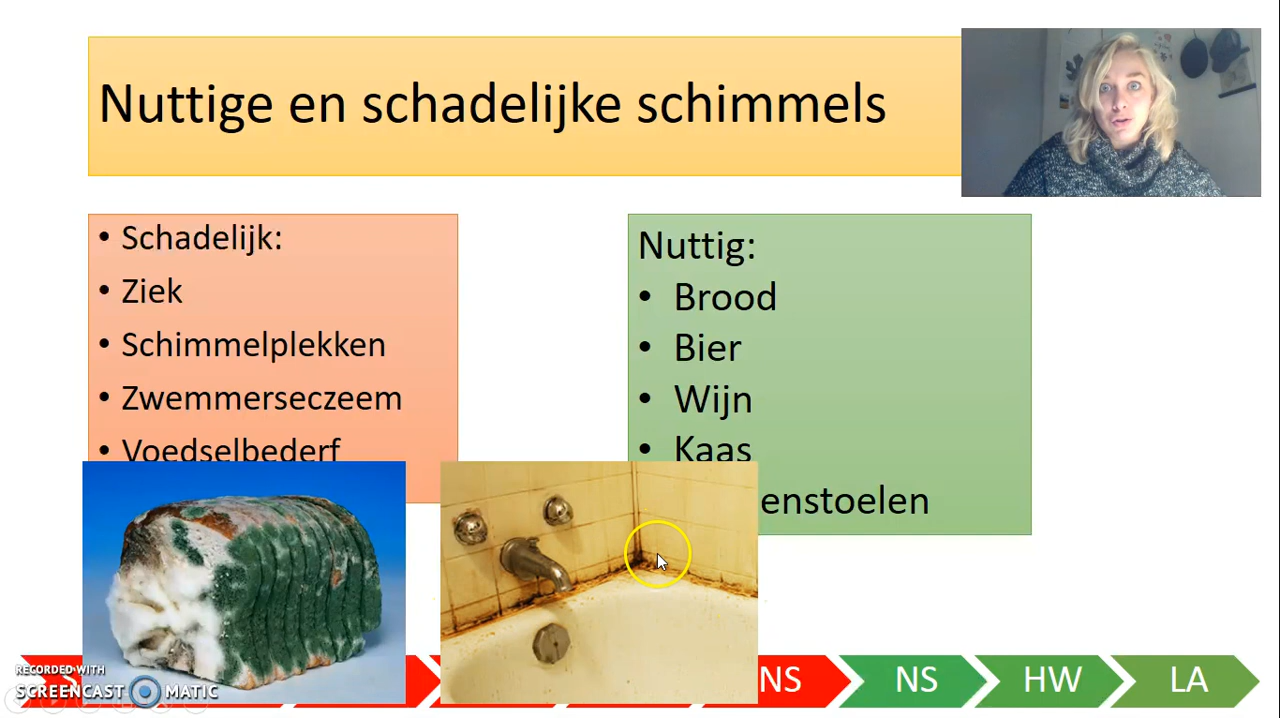 Nuttige en schadelijke schimmels
• Schadelijk:
• Ziek
• Schimmelplekken
• Zwemmerseczeem
• Voedselbederf
Nuttig:
• Brood
• Bier
• Wijn
• Kaas
enstoelen
NS
NS
HW
LA
RECORDED WITH
SCREENCAST MATIC